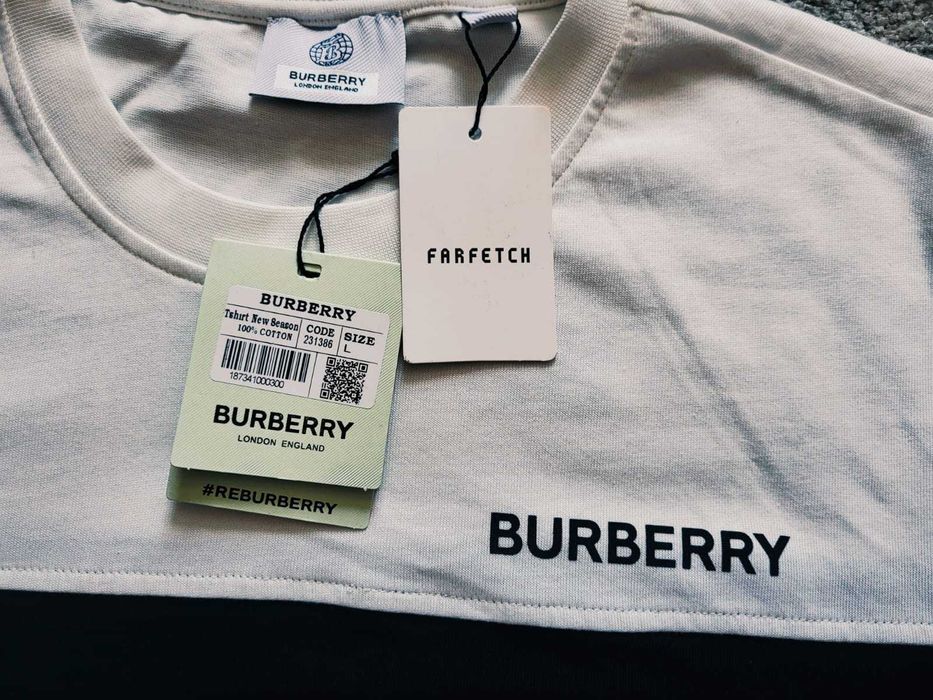 BURBERRY
LONDON ENGLAND
FARFETCH
BURBERRY
Tshirt New Season
100% COTTON
CODE
231386
SIZE
L
187341000300
BURBERRY
LONDON ENGLAND
#REBURBERRY
BURBERRY